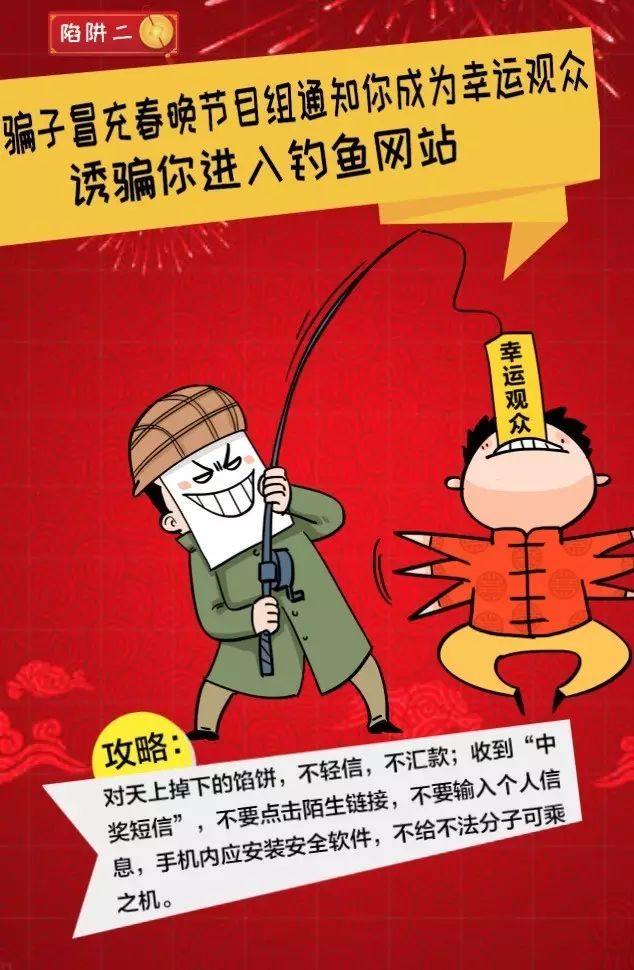 陷阱二
骗子冒充春晚节目组通知你成为幸运观众
诱骗你进入钓鱼网站
幸运观众
攻略：
对天上掉下的馅饼，不轻信，不汇款；收到“中
奖短信”，不要点击陌生链接，不要输入个人信
息，手机内应安装安全软件，不给不法分子可乘
之机。